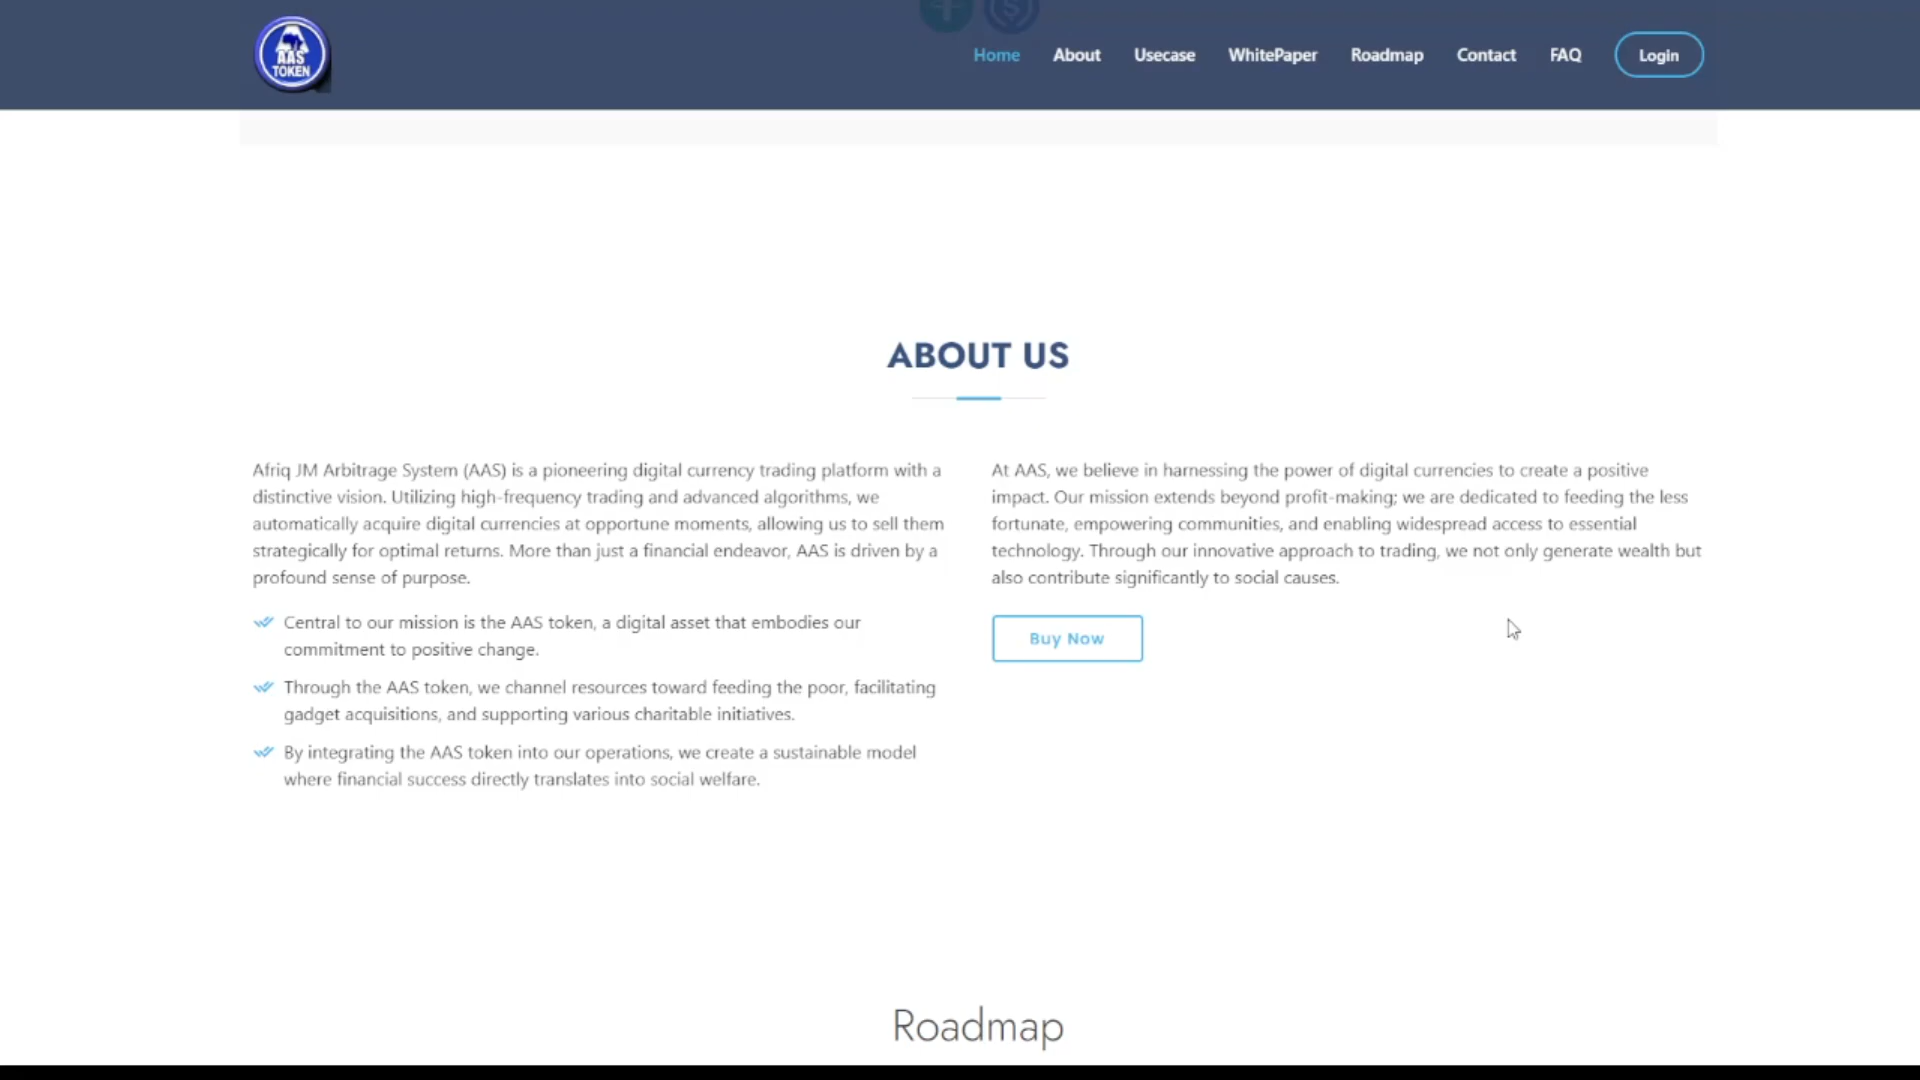 AAS
TOKEN
Home About Usecase WhitePaper Roadmap Contact FAQ Login
ABOUT US
Afriq JM Arbitrage System (AAS) is a pioneering digital currency trading platform with a
distinctive vision. Utilizing high-frequency trading and advanced algorithms, we
automatically acquire digital currencies at opportune moments, allowing us to sell them
strategically for optimal returns. More than just a financial endeavor, AAS is driven by a
profound sense of purpose.
Central to our mission is the AAS token, a digital asset that embodies our
commitment to positive change.
Through the AAS token, we channel resources toward feeding the poor, facilitating
gadget acquisitions, and supporting various charitable initiatives.
By integrating the AAS token into our operations, we create a sustainable model
where financial success directly translates into social welfare.
At AAS, we believe in harnessing the power of digital currencies to create a positive
impact. Our mission extends beyond profit-making; we are dedicated to feeding the less
fortunate, empowering communities, and enabling widespread access to essential
technology. Through our innovative approach to trading, we not only generate wealth but
also contribute significantly to social causes.
Buy Now
Roadmap